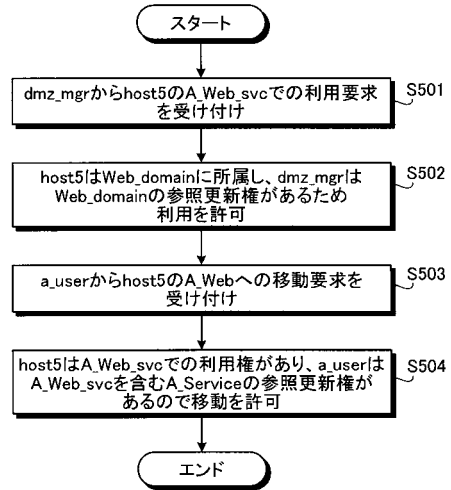 スタート
dmz_mgrからhost5のA_Web_svcでの利用要求
を受け付け
S501
host5はWeb_domainに所属し、dmz_mgrは
Web_domainの参照更新権があるため
利用を許可
S502
a_userからhost5のA_Webへの移動要求を
受け付け
S503
host5はA_Web_svcでの利用権があり、a_userは
A_Web_svcを含むA_Serviceの参照更新権が
あるので移動を許可
S504
エンド